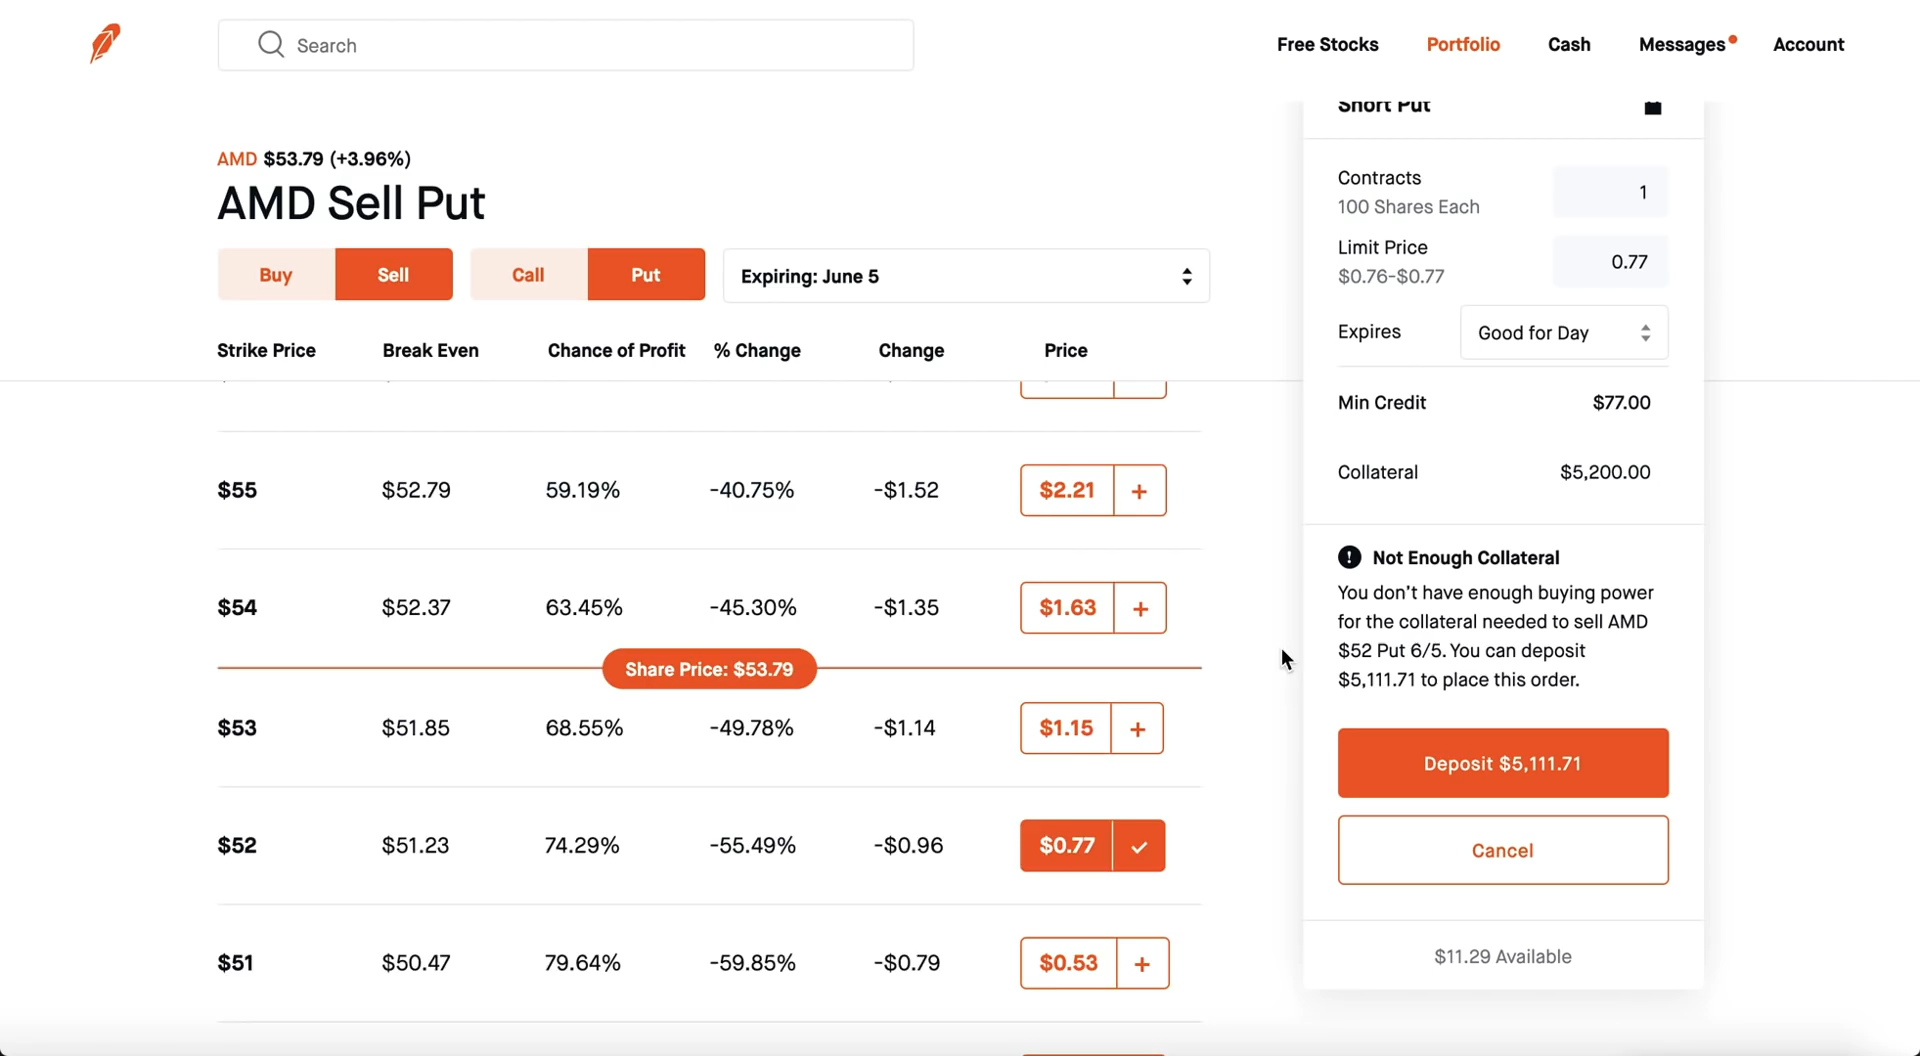 Search
Free Stocks
Portfolio
Cash
Messages
Account
AMD $53.79 (+3.96%)
AMD Sell Put
Buy
Sell
Call
Put
Expiring: June 5
Strike Price
Break Even
Chance of Profit
% Change
Change
Price
$55 $52.79 59.19% -40.75% -$1.52 $2.21 +
$54 $52.37 63.45% -45.30% -$1.35 $1.63 +
Share Price: $53.79
$53 $51.85 68.55% -49.78% -$1.14 $1.15 +
$52 $51.23 74.29% -55.49% -$0.96 $0.77
$51 $50.47 79.64% -59.85% -$0.79 $0.53 +
Short Put
Contracts 1
100 Shares Each
Limit Price 0.77
$0.76-$0.77
Expires Good for Day
Min Credit $77.00
Collateral $5,200.00
Not Enough Collateral
You don't have enough buying power
for the collateral needed to sell AMD
$52 Put 6/5. You can deposit
$5,111.71 to place this order.
Deposit $5,111.71
Cancel
$11.29 Available